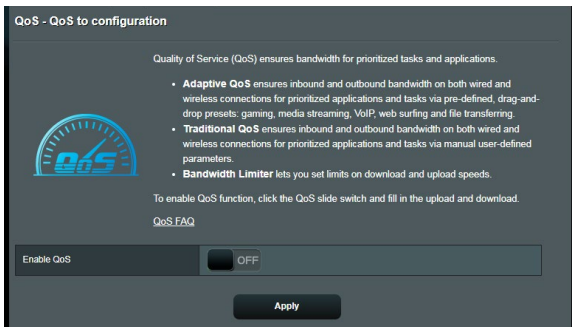 QoS - QoS to configuration
Quality of Service (QoS) ensures bandwidth for prioritized tasks and applications.
• Adaptive QoS ensures inbound and outbound bandwidth on both wired and
wireless connections for prioritized applications and tasks via pre-defined, drag-and-
drop presets: gaming, media streaming, VoIP, web surfing and file transferring.
• Traditional QoS ensures inbound and outbound bandwidth on both wired and
wireless connections for prioritized applications and tasks via manual user-defined
parameters.
• Bandwidth Limiter lets you set limits on download and upload speeds.
QoS
To enable QoS function, click the QoS slide switch and fill in the upload and download.
QoS FAQ
Enable QoS
OFF
Apply